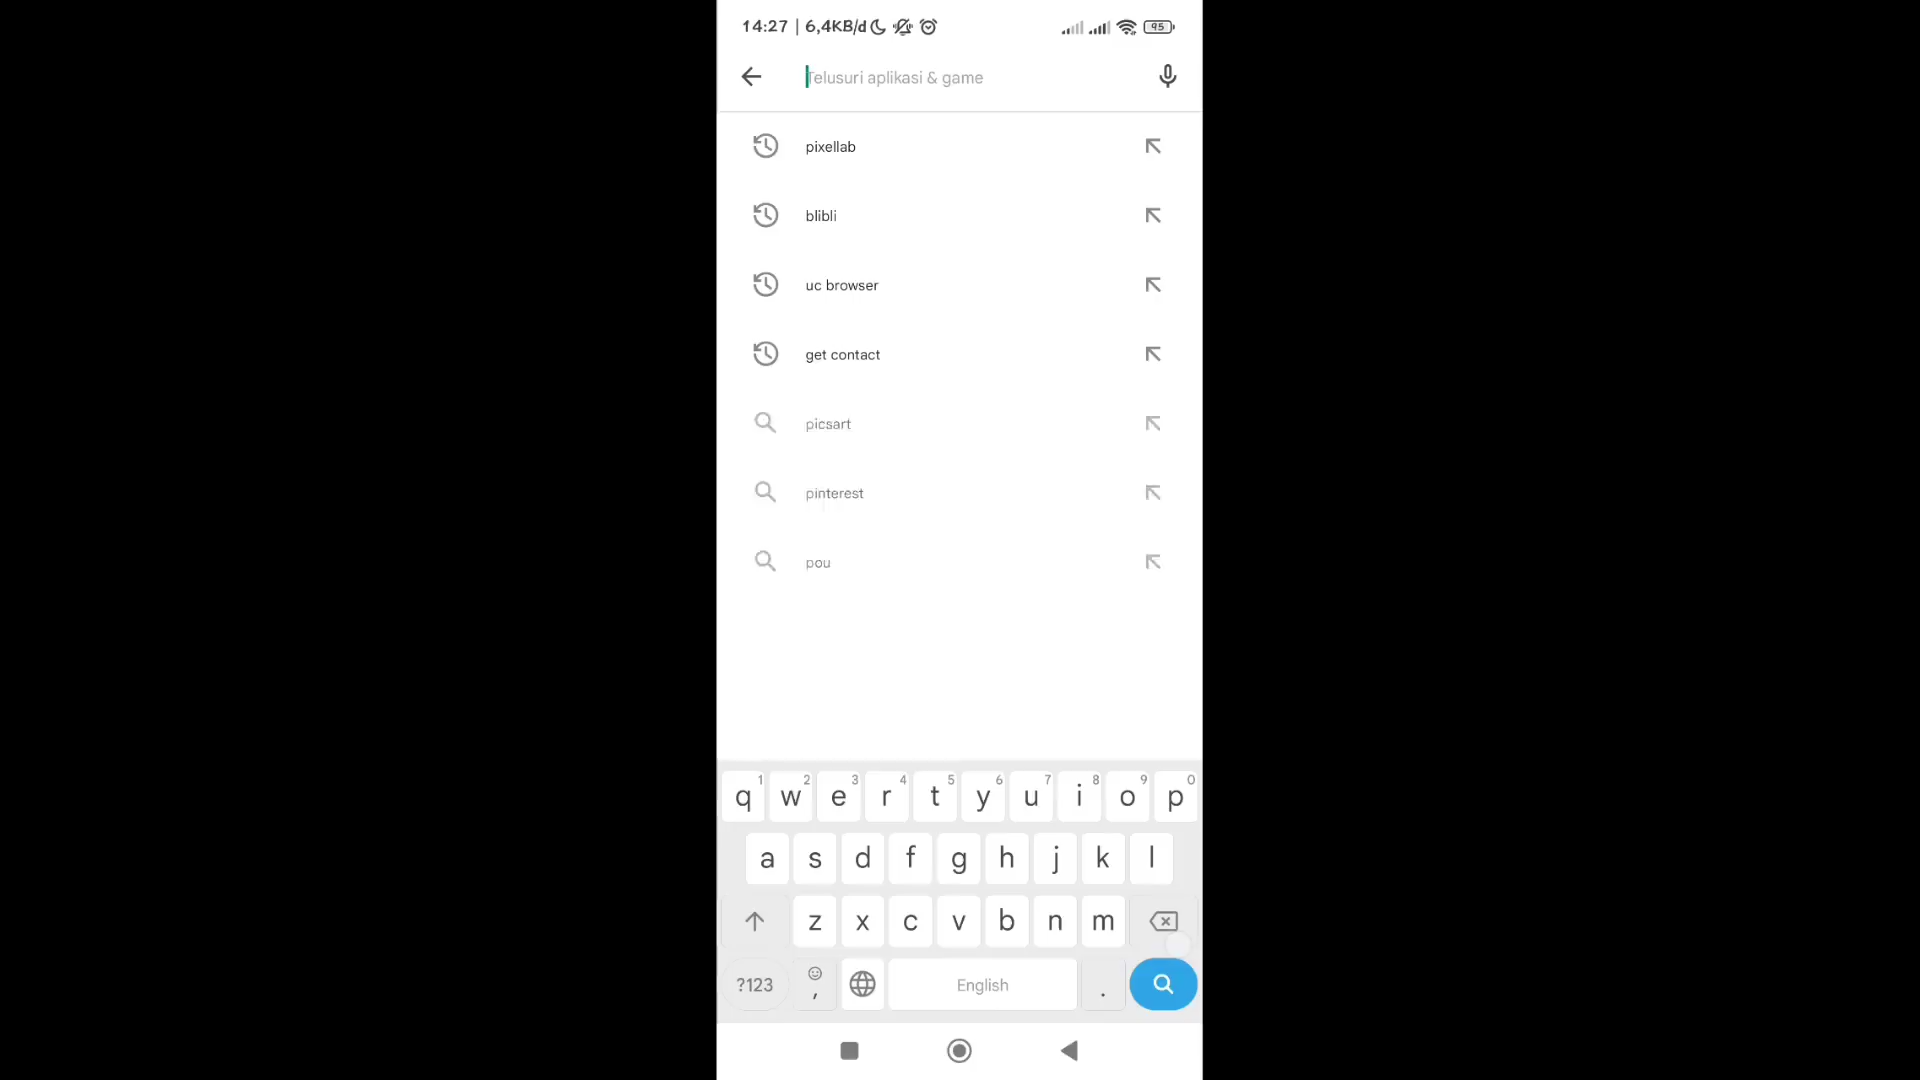 14:27 | 6,4KB/d 95
Telusuri aplikasi & game
pixellab
blibli
uc browser
get contact
picsart
pinterest
pou
1 2 3 4 5 6 7 8 9 0
q w e r t y u i o p
a s d f g h j k l
z x c v b n m
?123 , English .